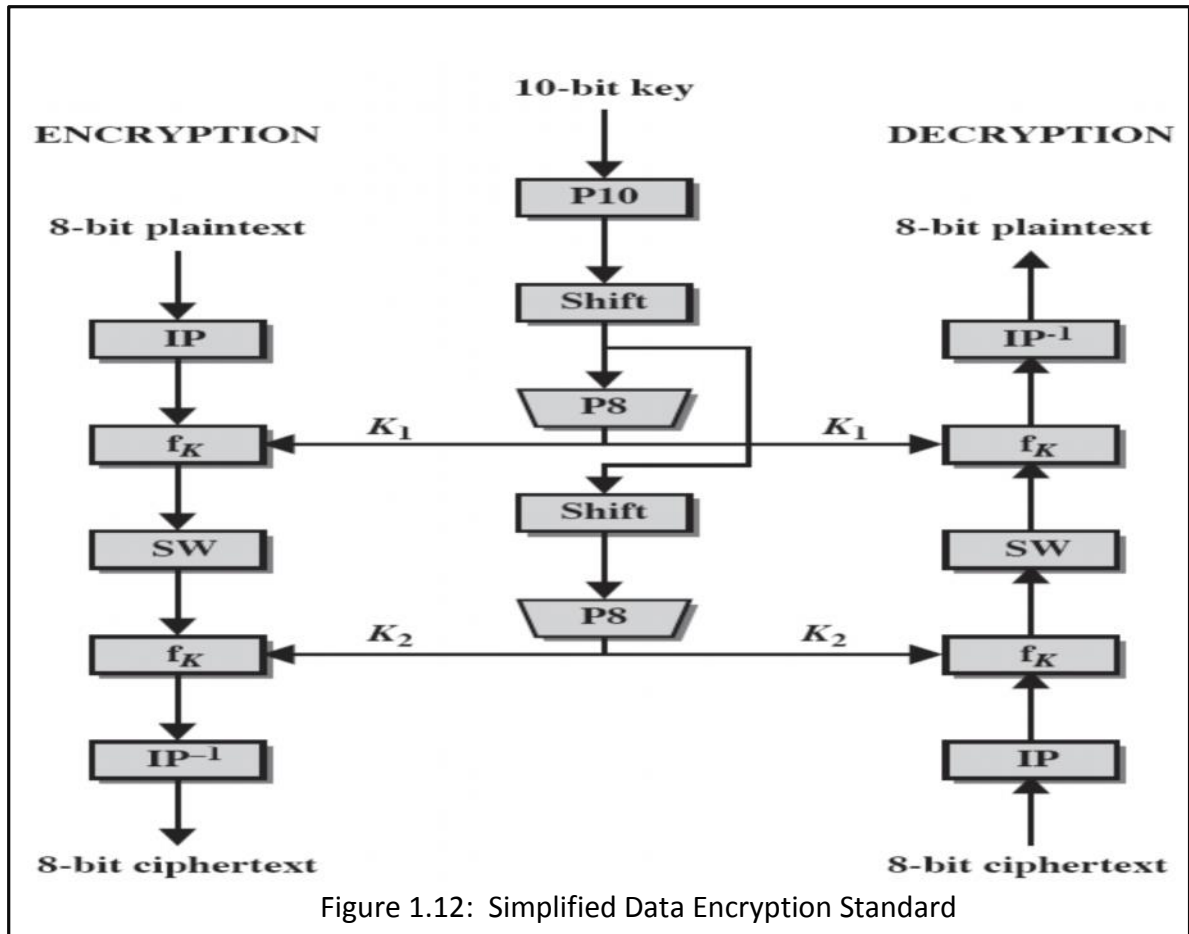 10-bit key
ENCRYPTION
DECRYPTION
P10
8-bit plaintext
8-bit plaintext
Shift
IP
IP-1
P8
K1
K1
fK
fK
Shift
SW
SW
P8
K2
K2
fK
fK
IP–1
IP
8-bit ciphertext
8-bit ciphertext
Figure 1.12: Simplified Data Encryption Standard